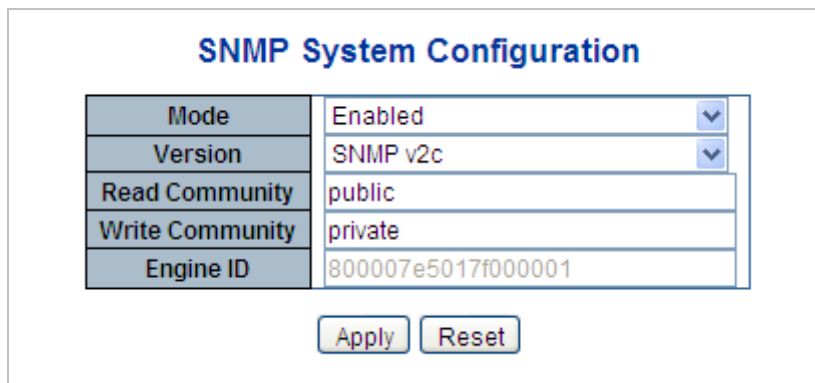 SNMP System Configuration
Mode Enabled
Version SNMP v2c
Read Community public
Write Community private
Engine ID 800007e5017f000001
Apply Reset